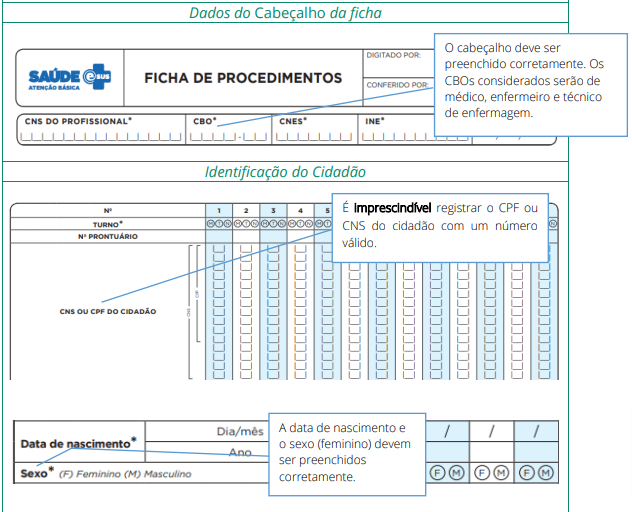 Dados do Cabeçalho da ficha
SAÚDE e-SUS
ATENÇÃO BÁSICA
FICHA DE PROCEDIMENTOS
DIGITADO POR:
CONFERIDO POR:
O cabeçalho deve ser
preenchido corretamente. Os
CBOs considerados serão de
médico, enfermeiro e técnico
de enfermagem.
CNS DO PROFISSIONAL*
CBO*
CNES*
INE*
Identificação do Cidadão
Nº 1 2 3 4 5
TURNO* M T N M T N M T N M T N M
Nº PRONTUÁRIO
É imprescindível registrar o CPF ou
CNS do cidadão com um número
válido.
CNS OU CPF DO CIDADÃO
CNS
CPF
Data de nascimento*
Dia/mês / / /
Ano
Sexo* (F) Feminino (M) Masculino F M F M F M
A data de nascimento e
o sexo (feminino) devem
ser preenchidos
corretamente.